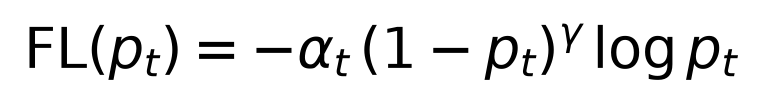 FL(pₜ) = −αₜ (1 − pₜ)ᵞ log pₜ